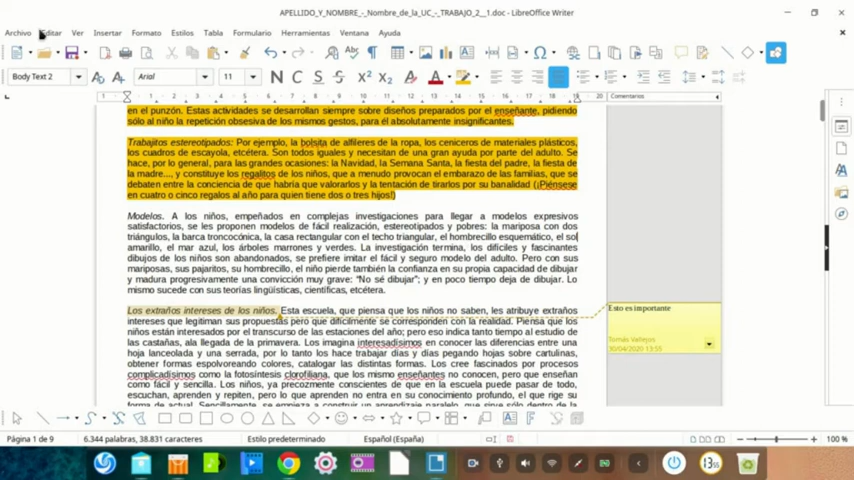 APELLIDO_Y_NOMBRE_-_Nombre_de_la_UC_-_TRABAJO_2__1_.doc - LibreOffice Writer
Archivo Editar Ver Insertar Formato Estilos Tabla Formulario Herramientas Ventana Ayuda
Body Text 2 Arial 11 N C S
Comentarios
en el punzón. Estas actividades se desarrollan siempre sobre diseños preparados por el enseñante, pidiendo
sólo al niño la repetición obsesiva de los mismos gestos, para él absolutamente insignificantes.
Trabajitos estereotipados: Por ejemplo, la bolsita de alfileres de la ropa, los ceniceros de materiales plásticos,
los cuadros de escayola, etcétera. Son todos iguales y necesitan de una gran ayuda por parte del adulto. Se
hace, por lo general, para las grandes ocasiones: la Navidad, la Semana Santa, la fiesta del padre, la fiesta de
la madre..., y constituye los regalitos de los niños, que a menudo provocan el embarazo de las familias, que se
debaten entre la conciencia de que habría que valorarlos y la tentación de tirarlos por su banalidad (¡Piénsese
en cuatro o cinco regalos al año para quien tiene dos o tres hijos!)
Modelos. A los niños, empeñados en complejas investigaciones para llegar a modelos expresivos
satisfactorios, se les proponen modelos de fácil realización, estereotipados y pobres: la mariposa con dos
triángulos, la barca troncocónica, la casa rectangular con el techo triangular, el hombrecillo esquemático, el sol
amarillo, el mar azul, los árboles marrones y verdes. La investigación termina, los difíciles y fascinantes
dibujos de los niños son abandonados, se prefiere imitar el fácil y seguro modelo del adulto. Pero con sus
mariposas, sus pajaritos, su hombrecillo, el niño pierde también la confianza en su propia capacidad de dibujar
y madura progresivamente una convicción muy grave: "No sé dibujar"; y en poco tiempo deja de dibujar. Lo
mismo sucede con sus teorías lingüísticas, científicas, etcétera.
Los extraños intereses de los niños. Esta escuela, que piensa que los niños no saben, les atribuye extraños
intereses que legitiman sus propuestas pero que difícilmente se corresponden con la realidad. Piensa que los
niños están interesados por el transcurso de las estaciones del año; pero eso indica tanto tiempo al estudio de
las castañas, ala llegada de la primavera. Los imagina interesadísimos en conocer las diferencias entre una
hoja lanceolada y una serrada, por lo tanto los hace trabajar días y días pegando hojas sobre cartulinas,
obtener formas espolvoreando colores, catalogar las distintas formas. Los cree fascinados por procesos
complicadísimos como la fotosíntesis clorofiliana, que los mismo enseñantes no conocen, pero que enseñan
como fácil y sencilla. Los niños, ya precozmente conscientes de que en la escuela puede pasar de todo,
escuchan, aprenden y repiten, pero lo que aprenden no entra en su conocimiento profundo, el que rige su
forma de actual. Sencillamente, se empieza a construir un aprendizaje paralelo, que sirve sólo dentro de la
Esto es importante
Tomás Vallejos
30/04/2020 13:55
Página 1 de 9 6.344 palabras, 38.831 caracteres Estilo predeterminado Español (España) 100 %